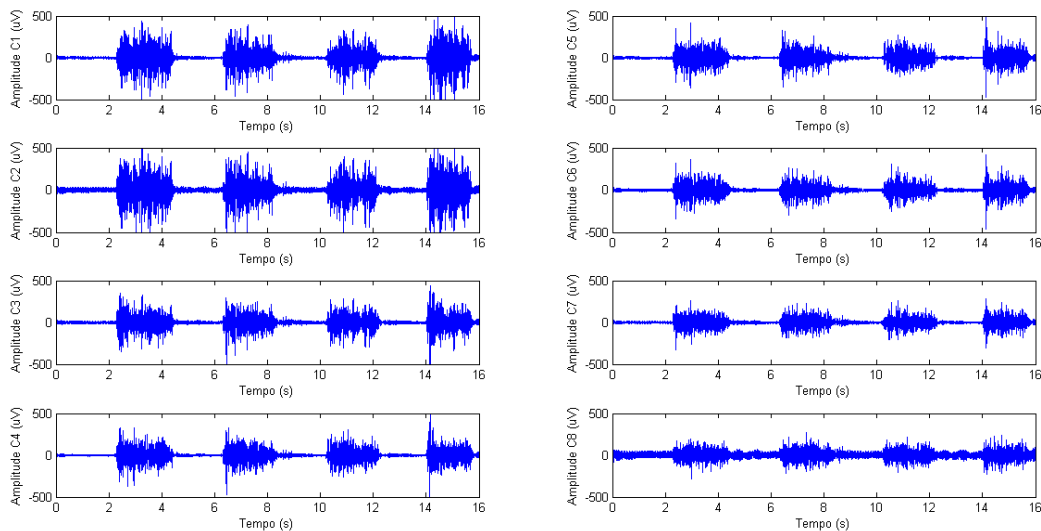 500
0
-500
Amplitude C1 (uV)
0 2 4 6 8 10 12 14 16
Tempo (s)
500
0
-500
Amplitude C2 (uV)
0 2 4 6 8 10 12 14 16
Tempo (s)
500
0
-500
Amplitude C3 (uV)
0 2 4 6 8 10 12 14 16
Tempo (s)
500
0
-500
Amplitude C4 (uV)
0 2 4 6 8 10 12 14 16
Tempo (s)
500
0
-500
Amplitude C5 (uV)
0 2 4 6 8 10 12 14 16
Tempo (s)
500
0
-500
Amplitude C6 (uV)
0 2 4 6 8 10 12 14 16
Tempo (s)
500
0
-500
Amplitude C7 (uV)
0 2 4 6 8 10 12 14 16
Tempo (s)
500
0
-500
Amplitude C8 (uV)
0 2 4 6 8 10 12 14 16
Tempo (s)